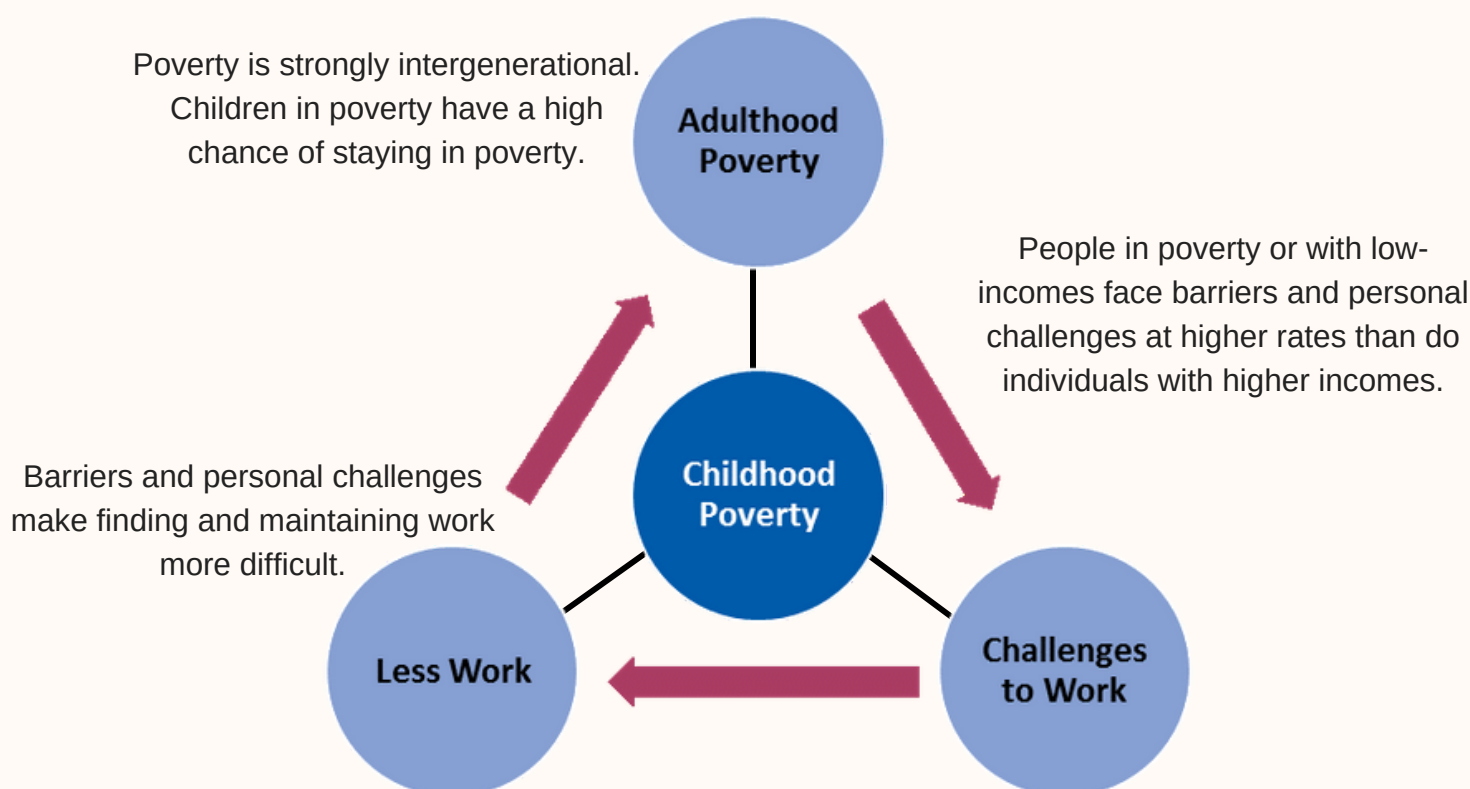 Poverty is strongly intergenerational.
Children in poverty have a high
chance of staying in poverty.
Adulthood
Poverty
People in poverty or with low-
incomes face barriers and personal
challenges at higher rates than do
individuals with higher incomes.
Childhood
Poverty
Barriers and personal challenges
make finding and maintaining work
more difficult.
Less Work
Challenges
to Work